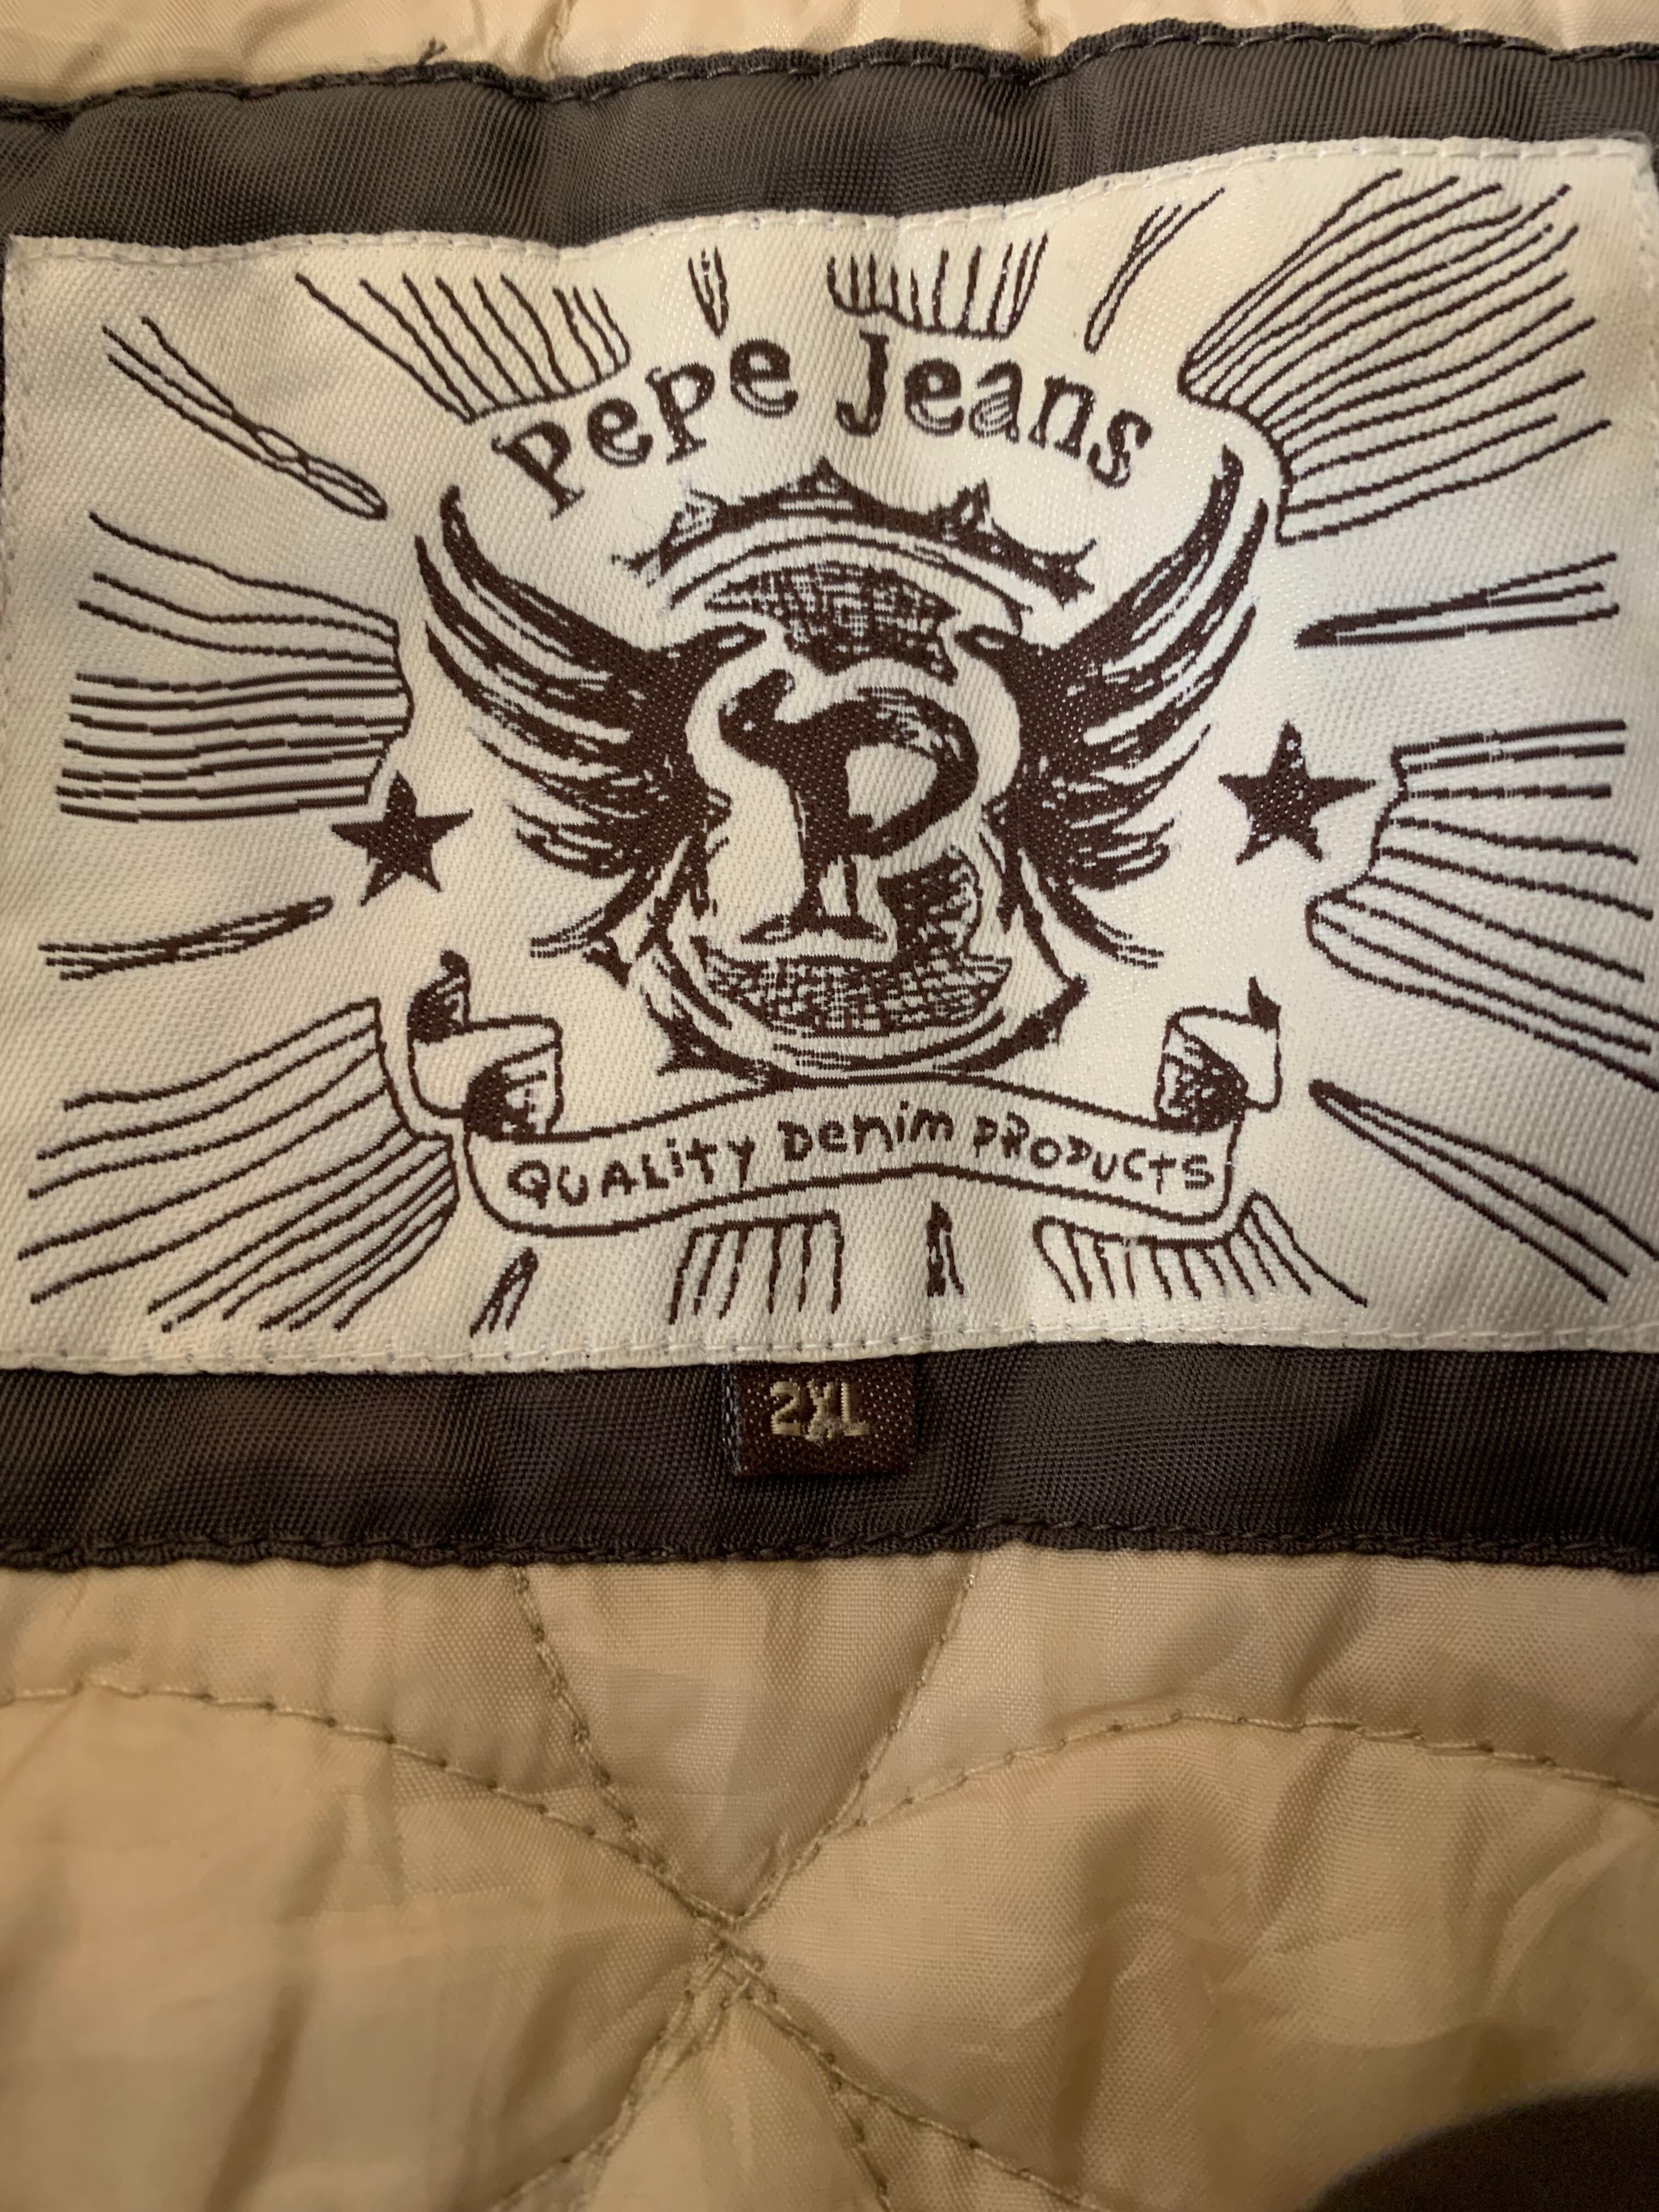 Pepe Jeans
P
QUALiTY Denim PRODUCTS
2XL